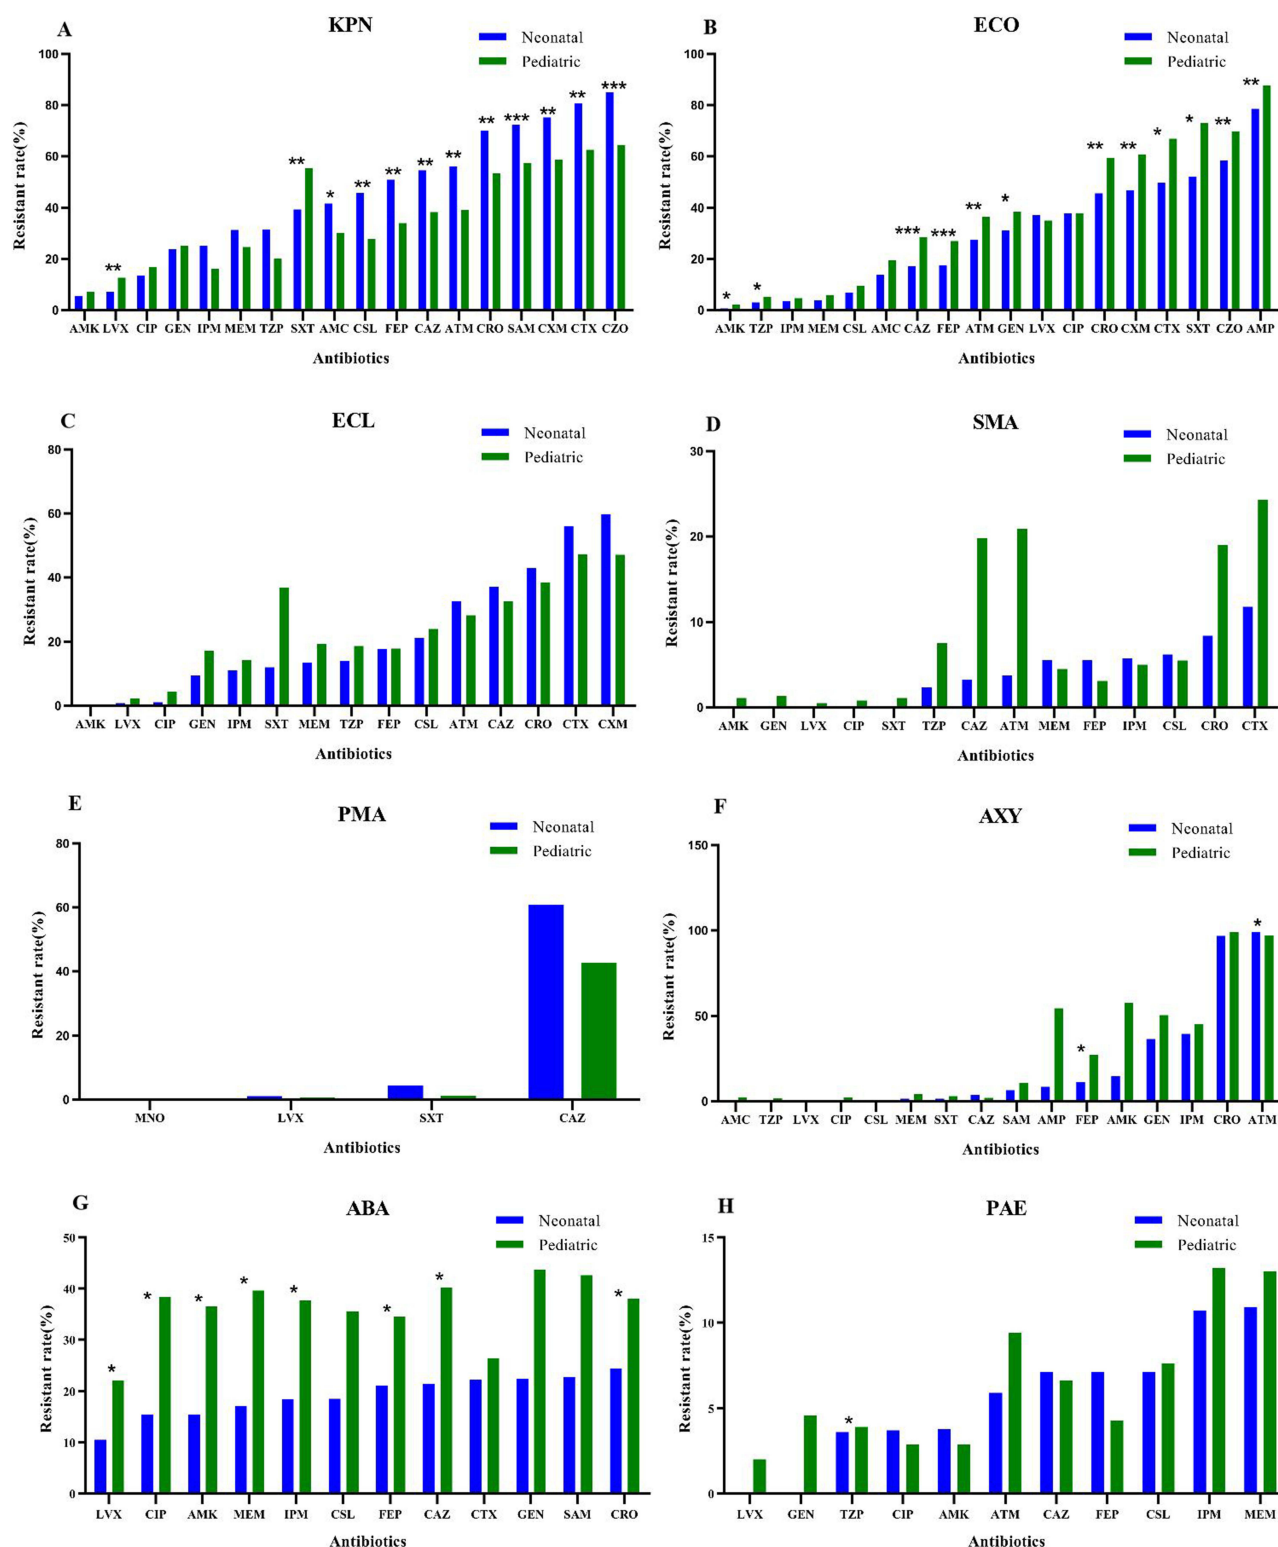 A KPN
Neonatal
Pediatric
Resistant rate(%)
100
80
60
40
20
0
** ** * ** ** ** ** ** *** ** ** ***
AMK LVX CIP GEN IPM MEM TZP SXT AMC CSL FEP CAZ ATM CRO SAM CXM CTX CZO
Antibiotics
B ECO
Neonatal
Pediatric
Resistant rate(%)
100
80
60
40
20
0
* * *** *** ** * ** ** * * ** **
AMK TZP IPM MEM CSL AMC CAZ FEP ATM GEN LVX CIP CRO CXM CTX SXT CZO AMP
Antibiotics
C ECL
Neonatal
Pediatric
Resistant rate(%)
80
60
40
20
0
AMK LVX CIP GEN IPM SXT MEM TZP FEP CSL ATM CAZ CRO CTX CXM
Antibiotics
D SMA
Neonatal
Pediatric
Resistant rate(%)
30
20
10
0
AMK GEN LVX CIP SXT TZP CAZ ATM MEM FEP IPM CSL CRO CTX
Antibiotics
E PMA
Neonatal
Pediatric
Resistant rate(%)
80
60
40
20
0
MNO LVX SXT CAZ
Antibiotics
F AXY
Neonatal
Pediatric
Resistant rate(%)
150
100
50
0
* *
AMC TZP LVX CIP CSL MEM SXT CAZ SAM AMP FEP AMK GEN IPM CRO ATM
Antibiotics
G ABA
Neonatal
Pediatric
Resistant rate(%)
50
40
30
20
10
0
* * * * * * * *
LVX CIP AMK MEM IPM CSL FEP CAZ CTX GEN SAM CRO
Antibiotics
H PAE
Neonatal
Pediatric
Resistant rate(%)
15
10
5
0
*
LVX GEN TZP CIP AMK ATM CAZ FEP CSL IPM MEM
Antibiotics